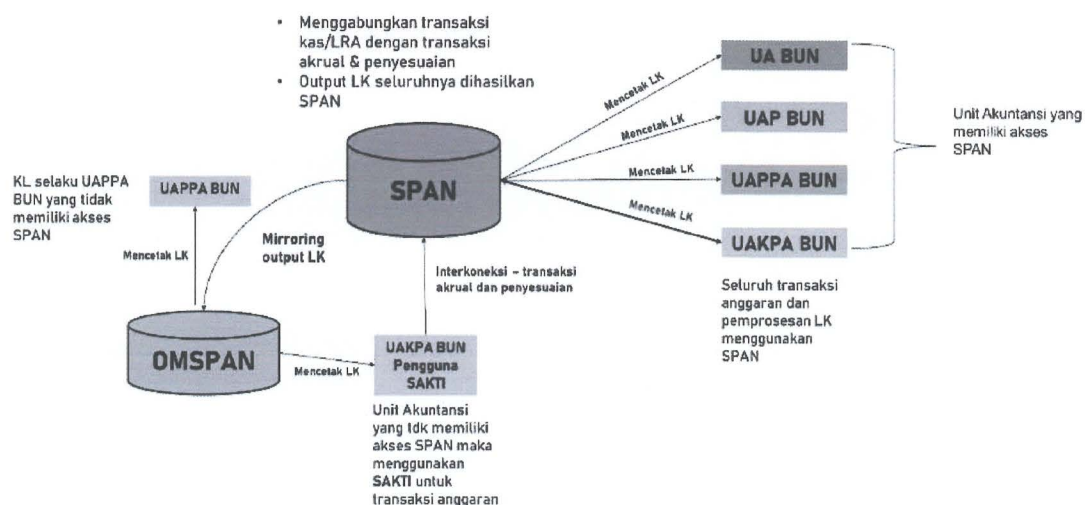 • Menggabungkan transaksi
kas/LRA dengan transaksi
akrual & penyesuaian
• Output LK seluruhnya dihasilkan
SPAN
SPAN
Mencetak LK
UA BUN
Mencetak LK
UAP BUN
Mencetak LK
UAPPA BUN
Mencetak LK
UAKPA BUN
Unit Akuntansi yang
memiliki akses
SPAN
Seluruh transaksi
anggaran dan
pemprosesan LK
menggunakan
SPAN
KL selaku UAPPA
BUN yang tidak
memiliki akses
SPAN
UAPPA BUN
Mencetak LK
Mirroring
output LK
Interkoneksi – transaksi
akrual dan penyesuaian
OMSPAN
Mencetak LK
UAKPA BUN
Pengguna
SAKTI
Unit Akuntansi
yang tdk memiliki
akses SPAN maka
menggunakan
SAKTI untuk
transaksi anggaran